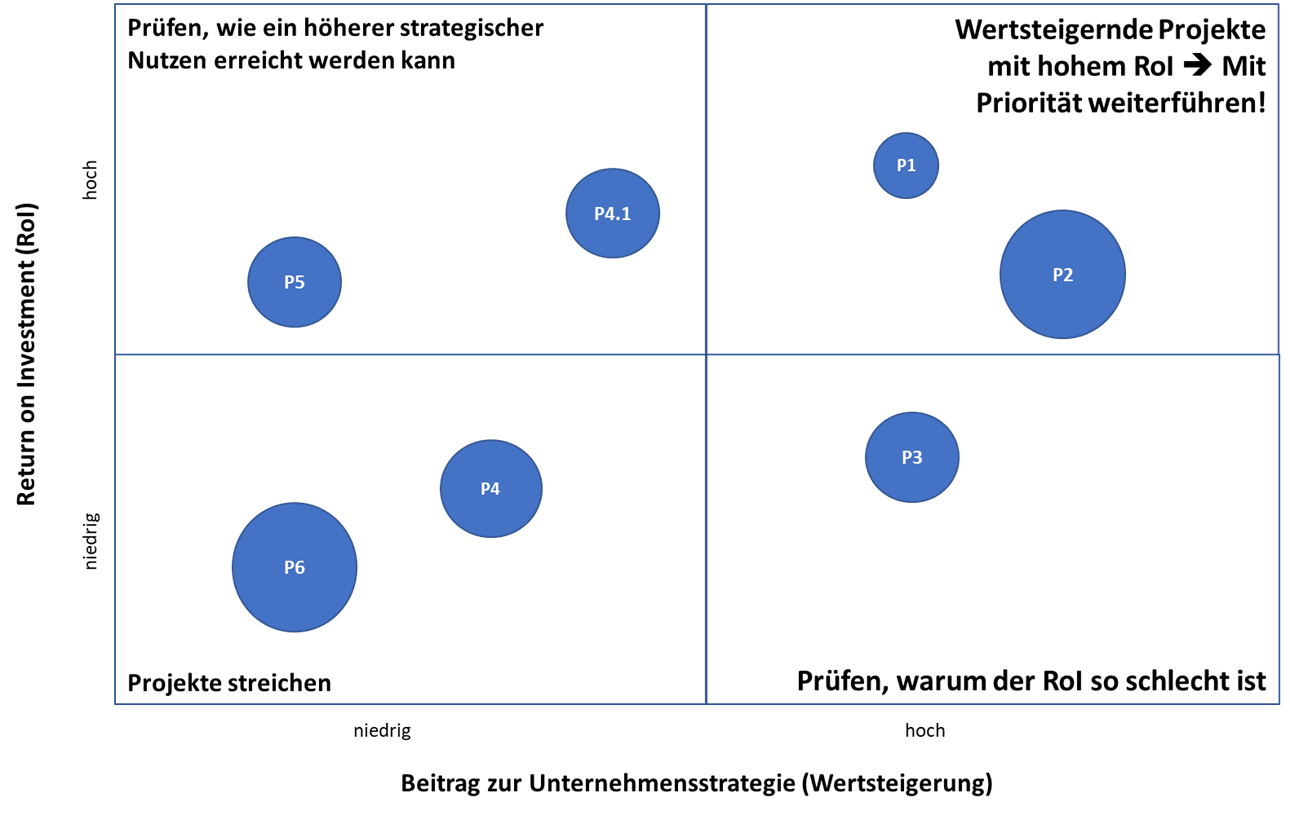 Prüfen, wie ein höherer strategischer
Nutzen erreicht werden kann
Wertsteigernde Projekte
mit hohem RoI ➔ Mit
Priorität weiterführen!
P1
P4.1
P2
P5
P3
P4
P6
Projekte streichen
Prüfen, warum der RoI so schlecht ist
Return on Investment (RoI)
hoch
niedrig
niedrig
hoch
Beitrag zur Unternehmensstrategie (Wertsteigerung)